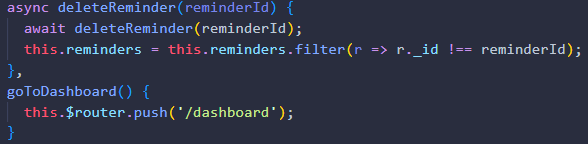 async deleteReminder(reminderId) {
  await deleteReminder(reminderId);
  this.reminders = this.reminders.filter(r => r._id !== reminderId);
},
goToDashboard() {
  this.$router.push('/dashboard');
}